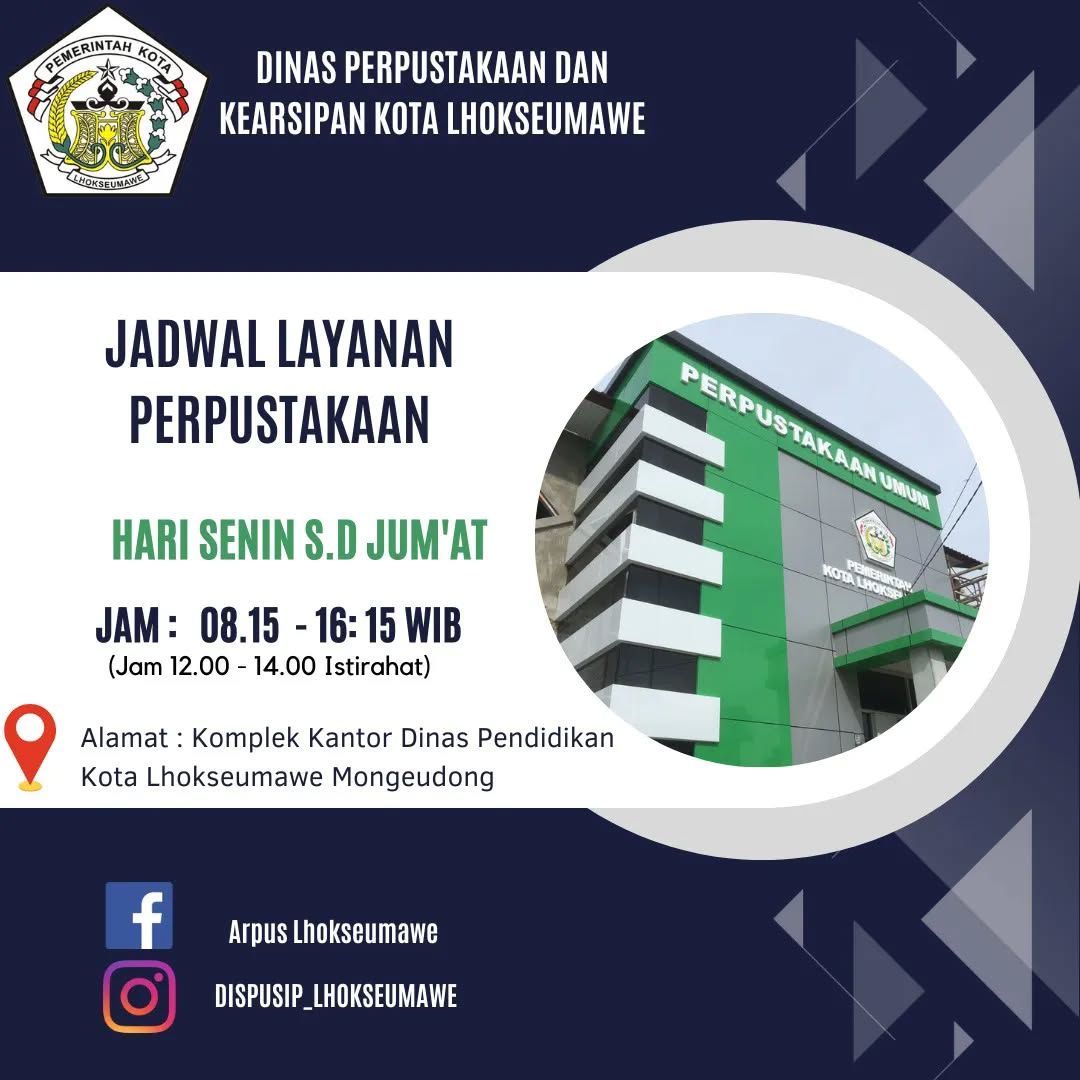 PEMERINTAH KOTA
LHOKSEUMAWE
DINAS PERPUSTAKAAN DAN
KEARSIPAN KOTA LHOKSEUMAWE
JADWAL LAYANAN
PERPUSTAKAAN
HARI SENIN S.D JUM'AT
JAM : 08.15 - 16:15 WIB
(Jam 12.00 - 14.00 Istirahat)
Alamat : Komplek Kantor Dinas Pendidikan
Kota Lhokseumawe Mongeudong
PERPUSTAKAAN UMUM
PEMERINTAH
KOTA
Arpus Lhokseumawe
DISPUSIP_LHOKSEUMAWE